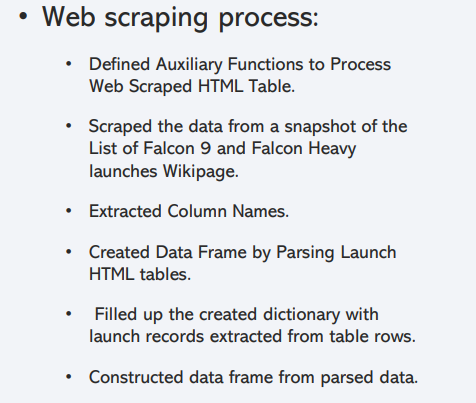 • Web scraping process:
• Defined Auxiliary Functions to Process
Web Scraped HTML Table.
• Scraped the data from a snapshot of the
List of Falcon 9 and Falcon Heavy
launches Wikipage.
• Extracted Column Names.
• Created Data Frame by Parsing Launch
HTML tables.
• Filled up the created dictionary with
launch records extracted from table rows.
• Constructed data frame from parsed data.